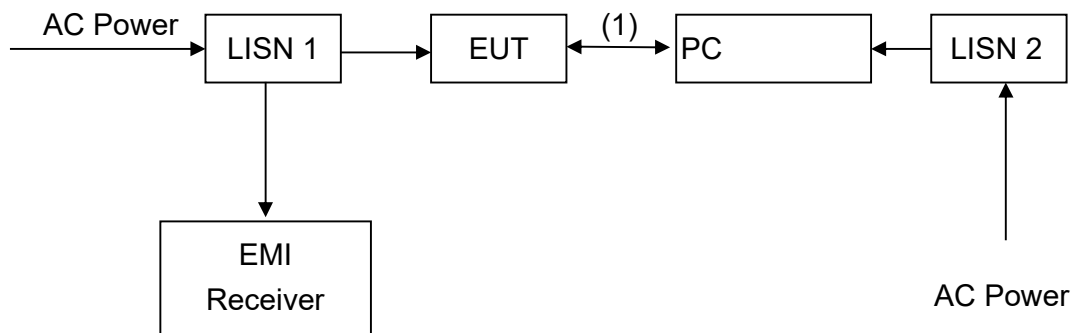 AC Power
LISN 1
EUT
(1)
PC
LISN 2
EMI
Receiver
AC Power